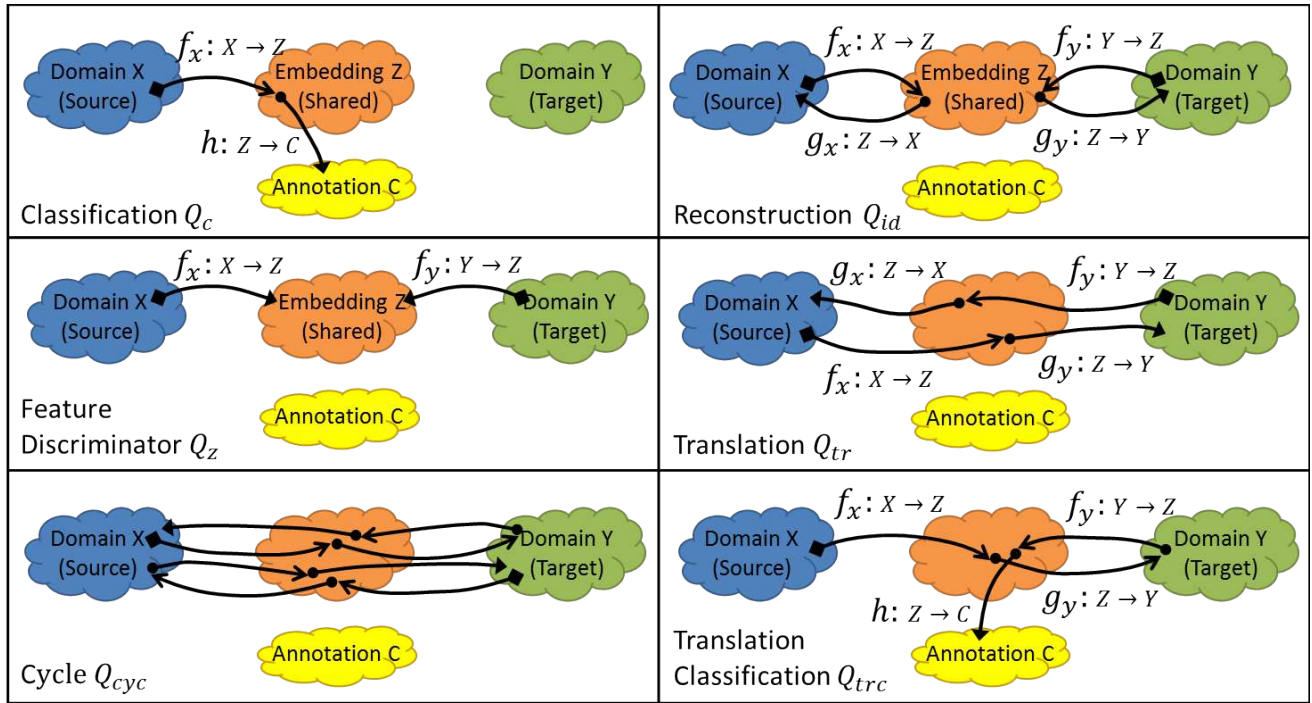 f_x: X → Z
Domain X
(Source)
Embedding Z
(Shared)
Domain Y
(Target)
h: Z → C
Annotation C
Classification Q_c
f_x: X → Z
f_y: Y → Z
Domain X
(Source)
Embedding Z
(Shared)
Domain Y
(Target)
g_x: Z → X
g_y: Z → Y
Annotation C
Reconstruction Q_id
f_x: X → Z
f_y: Y → Z
Domain X
(Source)
Embedding Z
(Shared)
Domain Y
(Target)
Annotation C
Feature
Discriminator Q_z
g_x: Z → X
f_y: Y → Z
Domain X
(Source)
Domain Y
(Target)
f_x: X → Z
g_y: Z → Y
Annotation C
Translation Q_tr
Domain X
(Source)
Domain Y
(Target)
Annotation C
Cycle Q_cyc
f_x: X → Z
f_y: Y → Z
Domain X
(Source)
Domain Y
(Target)
h: Z → C
g_y: Z → Y
Annotation C
Translation
Classification Q_trc